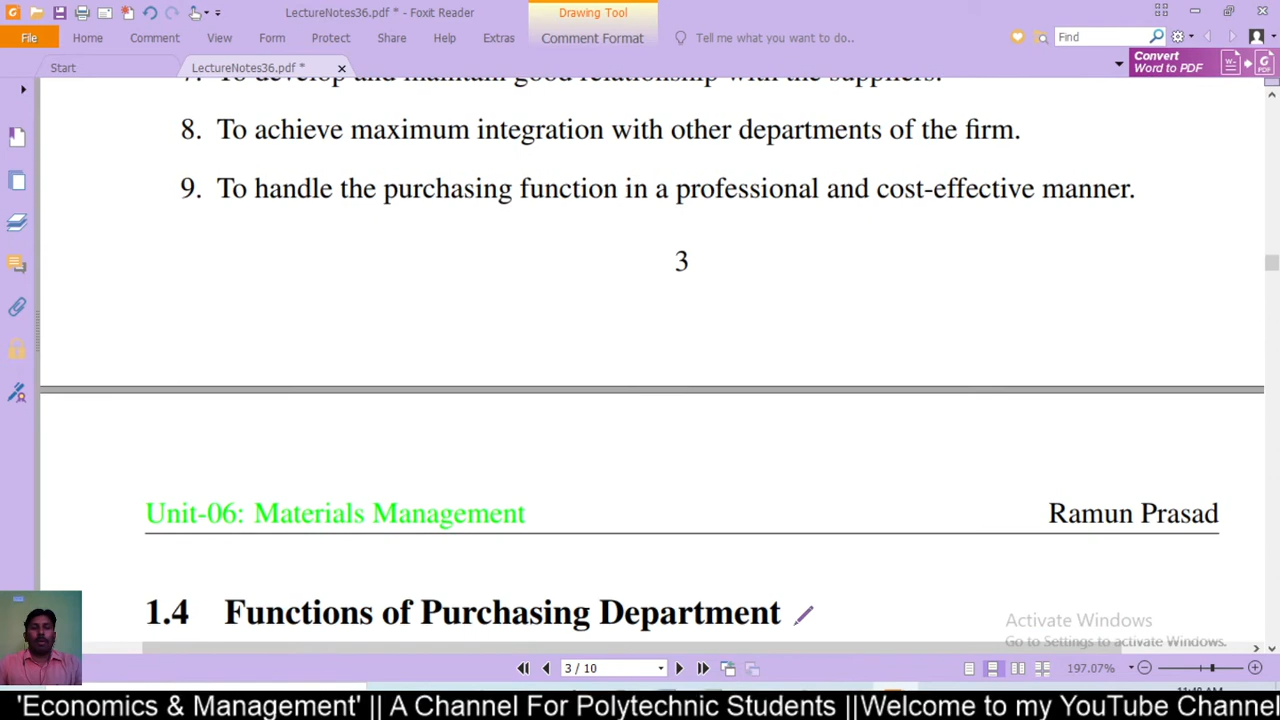 LectureNotes36.pdf * - Foxit Reader
Drawing Tool
File Home Comment View Form Protect Share Help Extras Comment Format Tell me what you want to do.. Find
Start LectureNotes36.pdf *
Convert
Word to PDF
8. To achieve maximum integration with other departments of the firm.
9. To handle the purchasing function in a professional and cost-effective manner.
3
Unit-06: Materials Management Ramun Prasad
1.4 Functions of Purchasing Department
Activate Windows
Go to Settings to activate Windows.
3 / 10 197.07%
'Economics & Management' || A Channel For Polytechnic Students ||Welcome to my YouTube Channel